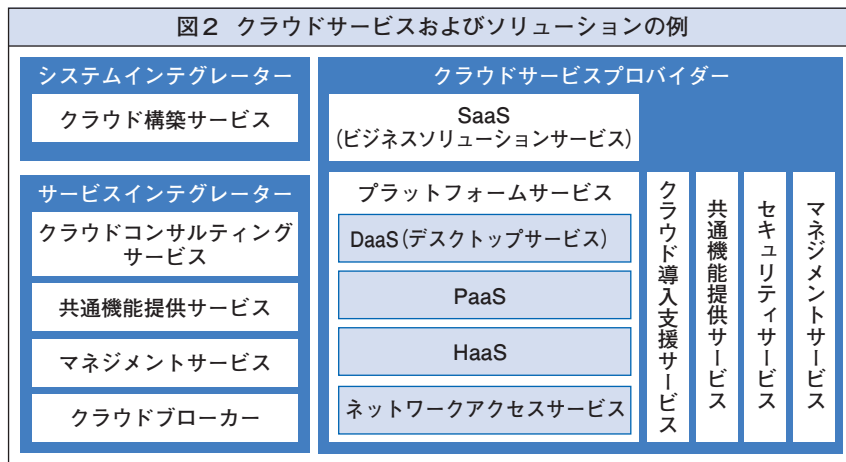 図2 クラウドサービスおよびソリューションの例
システムインテグレーター
クラウド構築サービス
サービスインテグレーター
クラウドコンサルティング
サービス
共通機能提供サービス
マネジメントサービス
クラウドブローカー
クラウドサービスプロバイダー
SaaS
(ビジネスソリューションサービス)
プラットフォームサービス
DaaS(デスクトップサービス)
PaaS
HaaS
ネットワークアクセスサービス
クラウド導入支援サービス
共通機能提供サービス
セキュリティサービス
マネジメントサービス